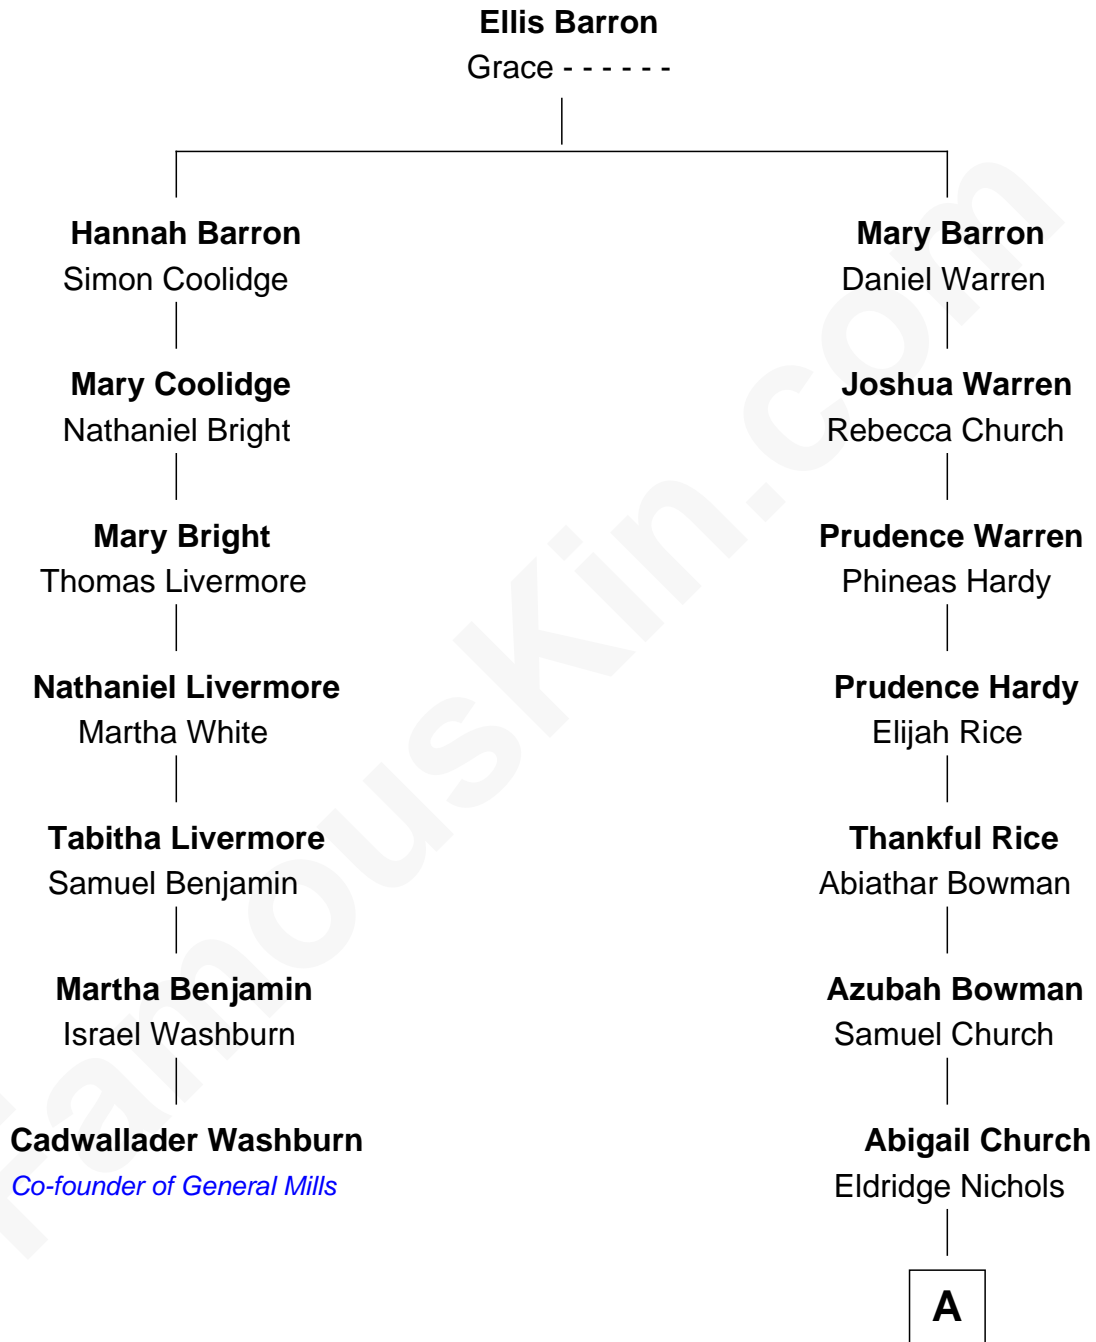 Ellis Barron
Grace - - - - - -
Hannah Barron
Simon Coolidge
Mary Coolidge
Nathaniel Bright
Mary Bright
Thomas Livermore
Nathaniel Livermore
Martha White
Tabitha Livermore
Samuel Benjamin
Martha Benjamin
Israel Washburn
Cadwallader Washburn
Co-founder of General Mills
Mary Barron
Daniel Warren
Joshua Warren
Rebecca Church
Prudence Warren
Phineas Hardy
Prudence Hardy
Elijah Rice
Thankful Rice
Abiathar Bowman
Azubah Bowman
Samuel Church
Abigail Church
Eldridge Nichols
A
FamousKin.com